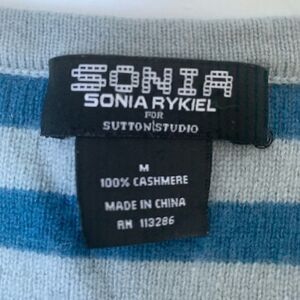 SONIA
SONIA RYKIEL
FOR
SUTTON|STUDIO
M
100% CASHMERE
MADE IN CHINA
RN 113286